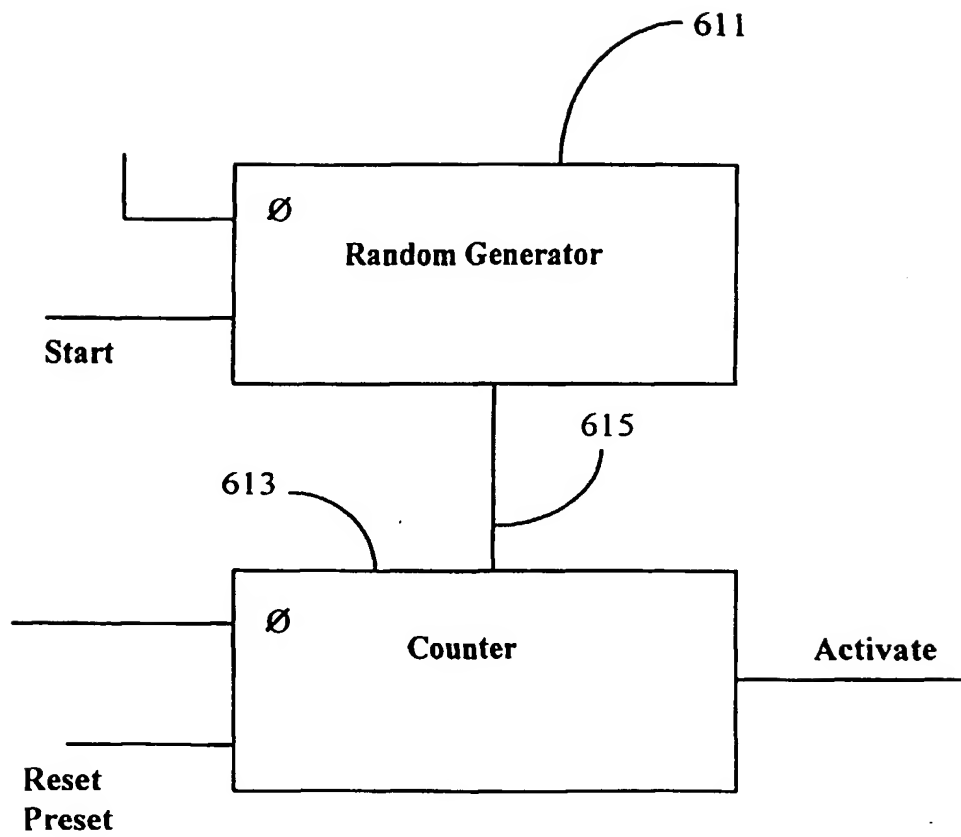 611
Ø
Random Generator
Start
615
613
Ø
Counter
Activate
Reset
Preset